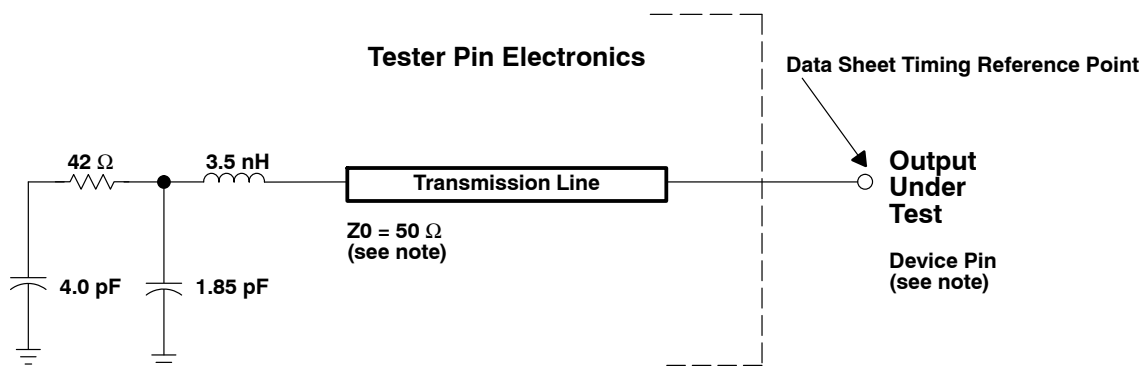 Tester Pin Electronics
Data Sheet Timing Reference Point
42 Ω
3.5 nH
Transmission Line
Output
Under
Test
Z0 = 50 Ω
(see note)
Device Pin
(see note)
4.0 pF
1.85 pF